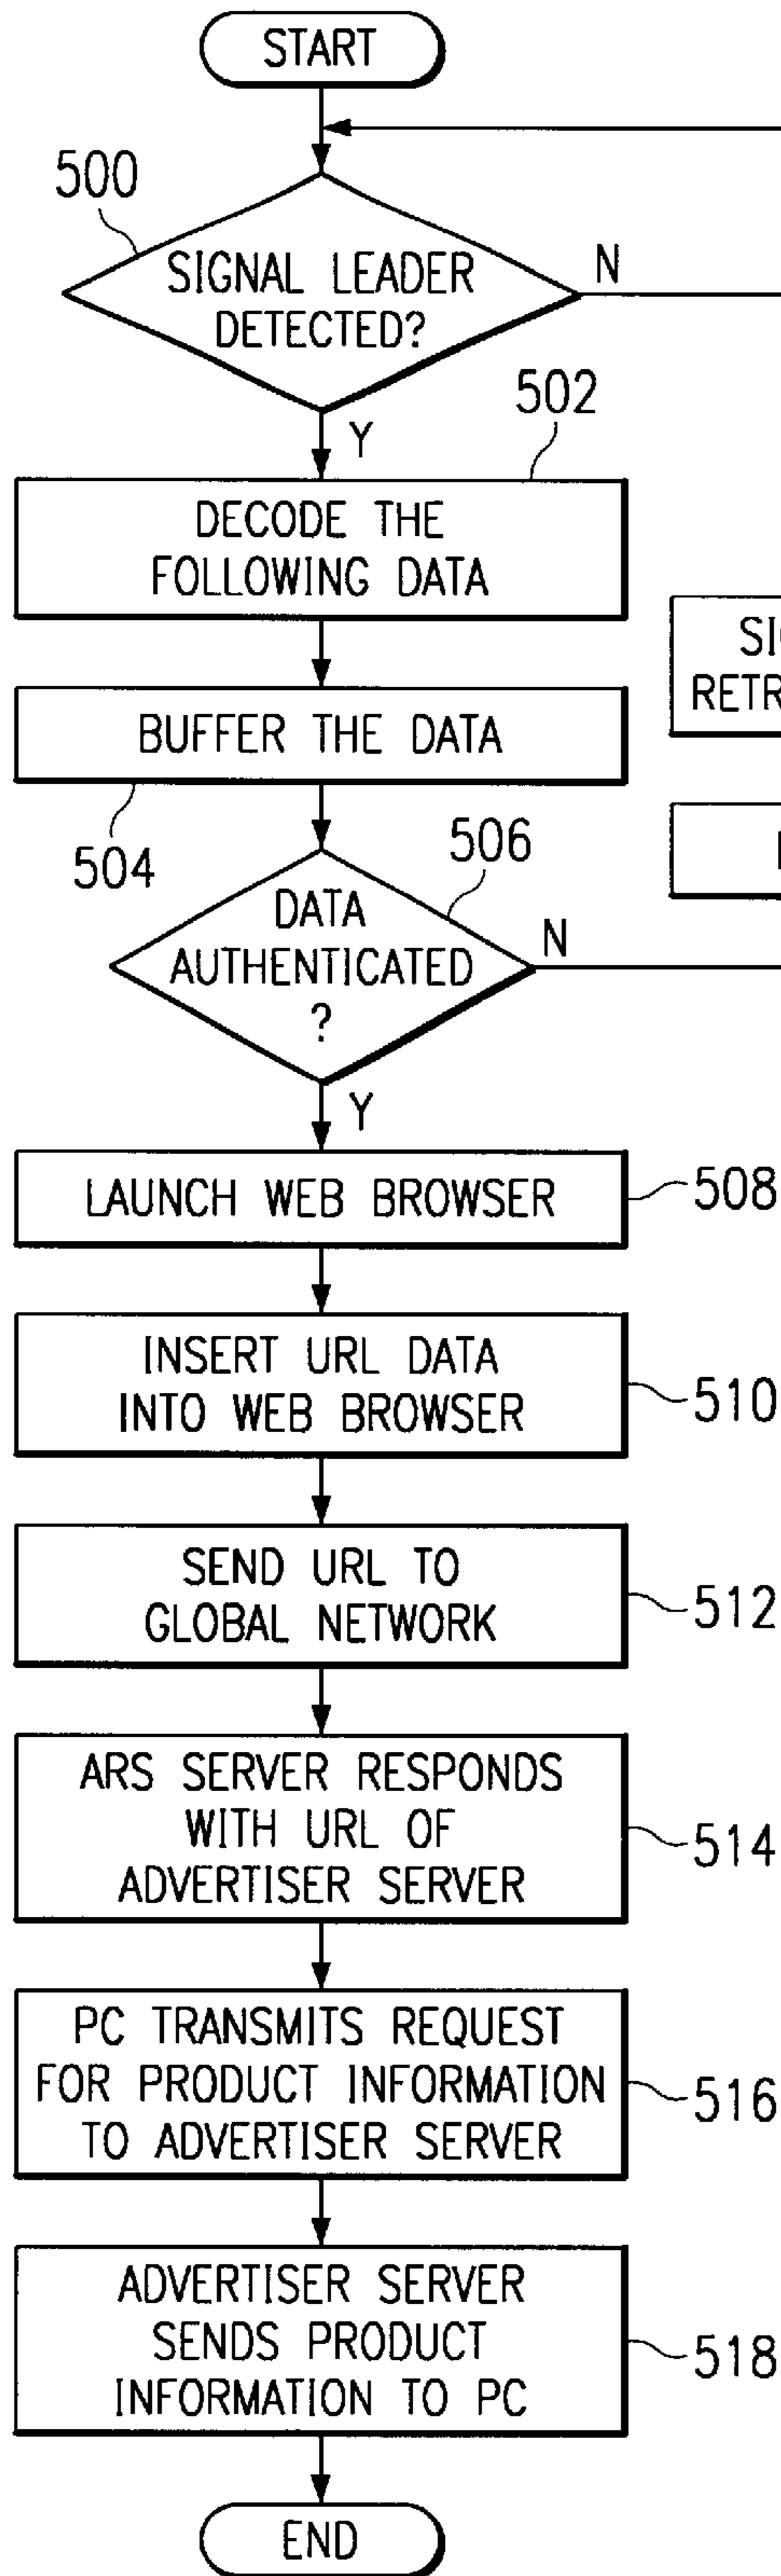 START
500
SIGNAL LEADER
DETECTED?
N
Y
502
DECODE THE
FOLLOWING DATA
BUFFER THE DATA
504
506
DATA
AUTHENTICATED
?
N
Y
LAUNCH WEB BROWSER
508
INSERT URL DATA
INTO WEB BROWSER
510
SEND URL TO
GLOBAL NETWORK
512
ARS SERVER RESPONDS
WITH URL OF
ADVERTISER SERVER
514
PC TRANSMITS REQUEST
FOR PRODUCT INFORMATION
TO ADVERTISER SERVER
516
ADVERTISER SERVER
SENDS PRODUCT
INFORMATION TO PC
518
END